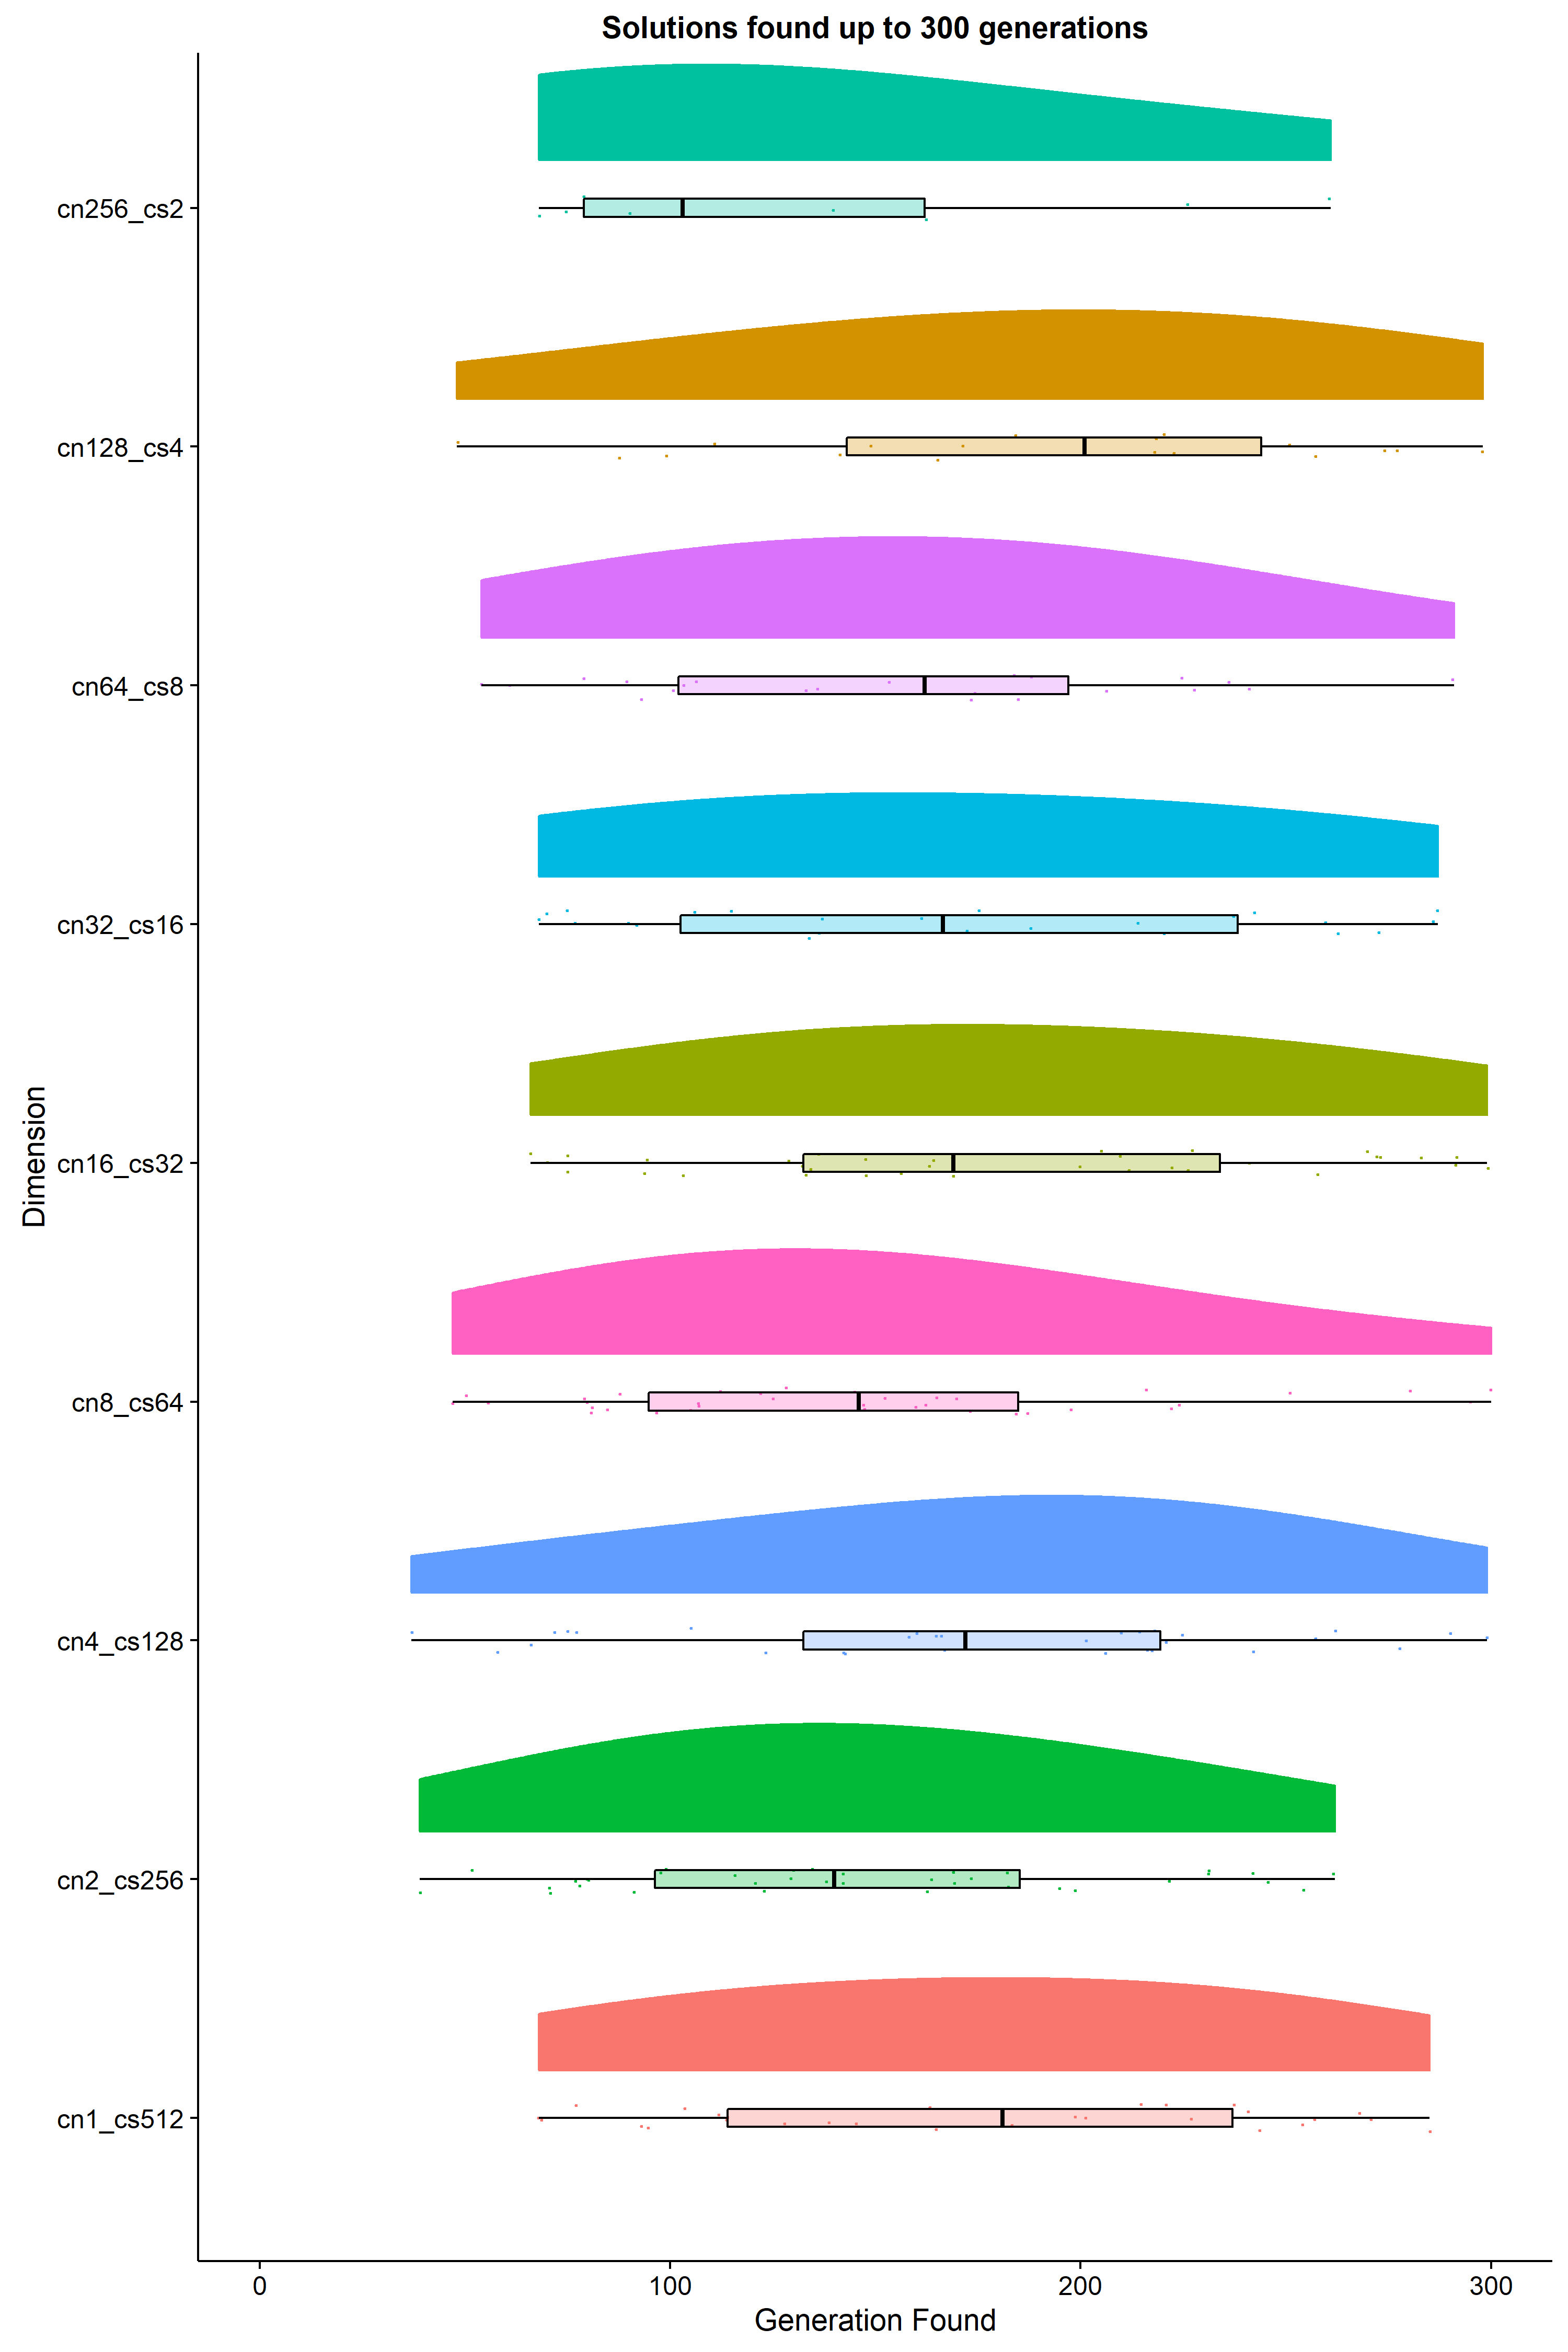 Solutions found up to 300 generations
cn256_cs2
cn128_cs4
cn64_cs8
cn32_cs16
cn16_cs32
cn8_cs64
cn4_cs128
cn2_cs256
cn1_cs512
Dimension
0 100 200 300
Generation Found